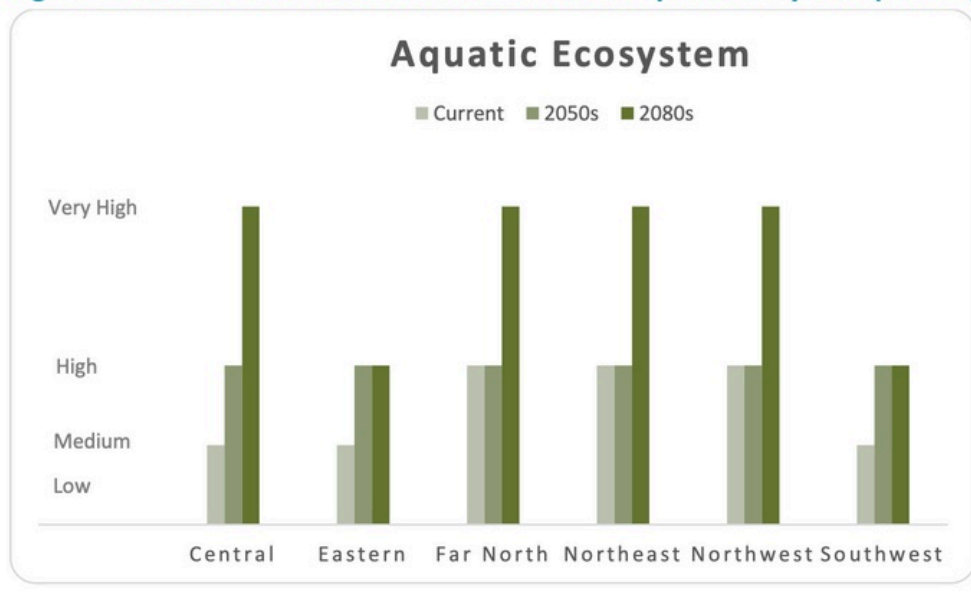 Aquatic Ecosystem
Current 2050s 2080s
Very High
High
Medium
Low
Central Eastern Far North Northeast Northwest Southwest